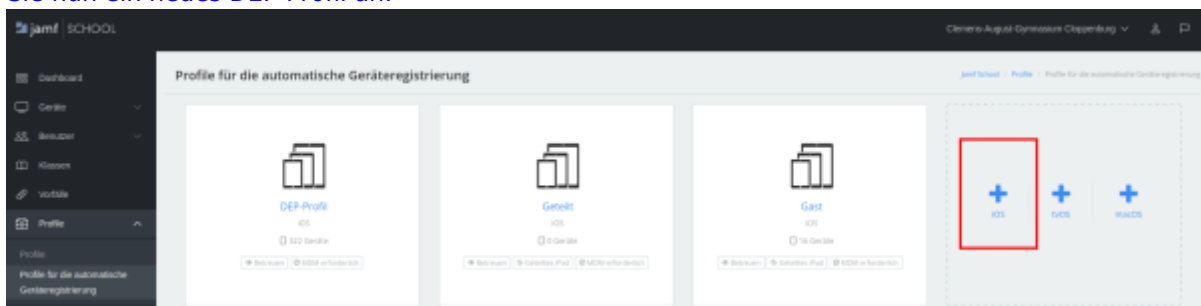 Sie nun ein neues DEP-Profil an.
jamf SCHOOL
Clemens-August-Gymnasium Cloppenburg
Dashboard
Profile für die automatische Geräteregistrierung
Jamf School / Profile / Profile für die automatische Geräteregistrierung
Geräte
Benutzer
Klassen
Vorfälle
Profile
Profile
Profile für die automatische
Geräteregistrierung
DEP-Profil
iOS
322 Geräte
Betreuen
MDM erforderlich
Geteilt
iOS
0 Geräte
Betreuen
Geteiltes iPad
MDM erforderlich
Gast
iOS
16 Geräte
Betreuen
Geteiltes iPad
MDM erforderlich
iOS
tvOS
macOS